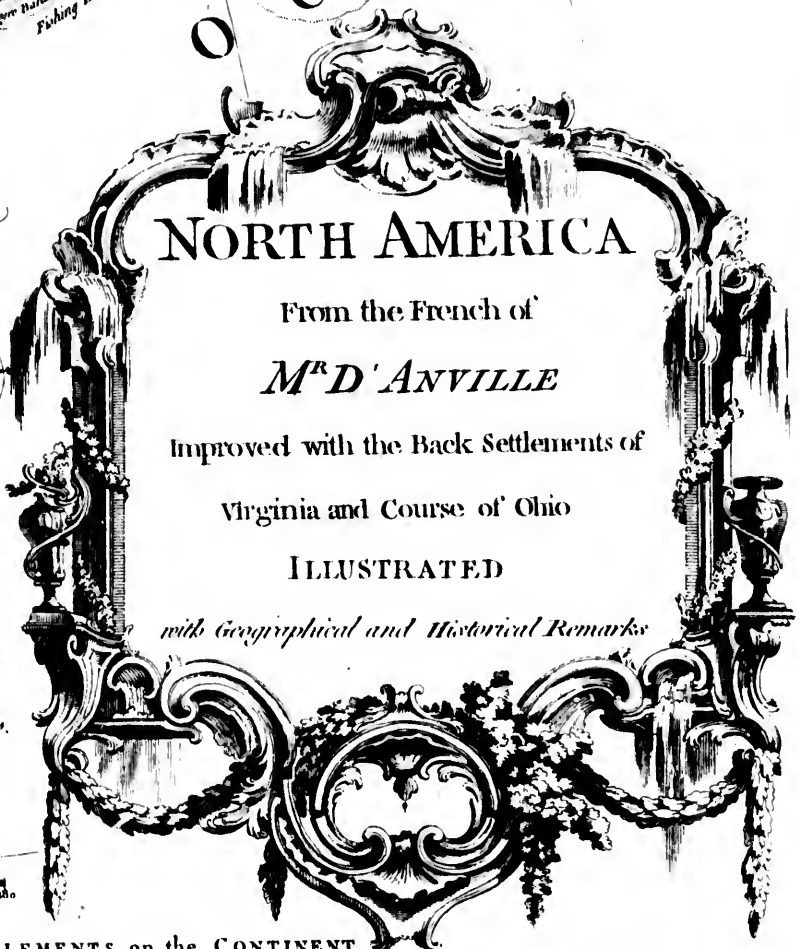 Fishing
O
NORTH AMERICA
From the French of
Mʀ D'ANVILLE
Improved with the Back Settlements of
Virginia and Course of Ohio
ILLUSTRATED
with Geographical and Historical Remarks
LEMENTS on the CONTINENT